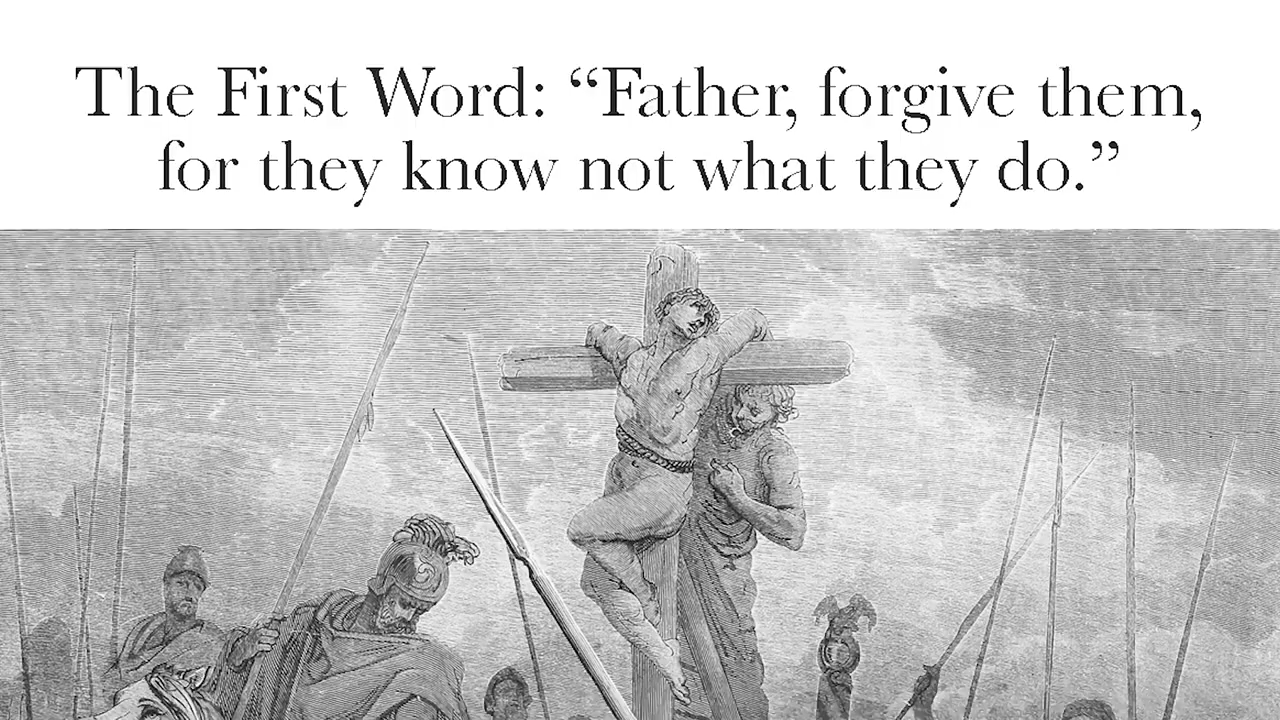 The First Word: “Father, forgive them,
for they know not what they do.”